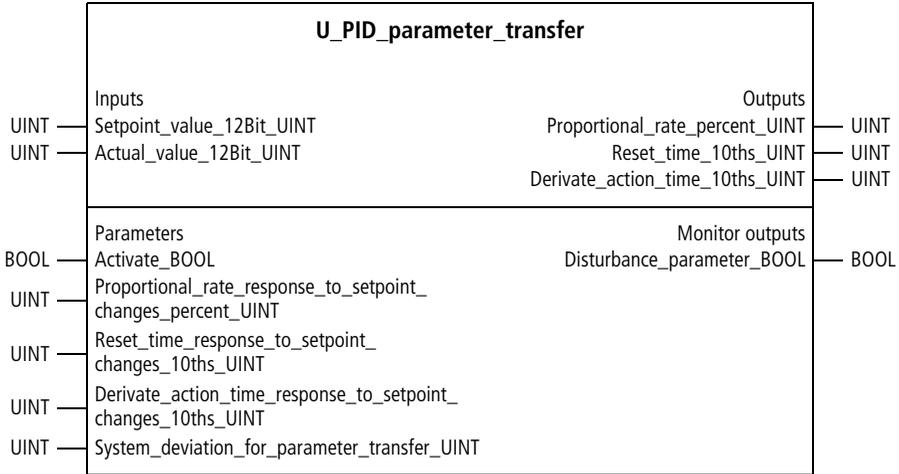 U_PID_parameter_transfer
Inputs Outputs
UINT Setpoint_value_12Bit_UINT Proportional_rate_percent_UINT UINT
UINT Actual_value_12Bit_UINT Reset_time_10ths_UINT UINT
Derivate_action_time_10ths_UINT UINT
Parameters Monitor outputs
BOOL Activate_BOOL Disturbance_parameter_BOOL BOOL
UINT Proportional_rate_response_to_setpoint_
changes_percent_UINT
UINT Reset_time_response_to_setpoint_
changes_10ths_UINT
UINT Derivate_action_time_response_to_setpoint_
changes_10ths_UINT
UINT System_deviation_for_parameter_transfer_UINT